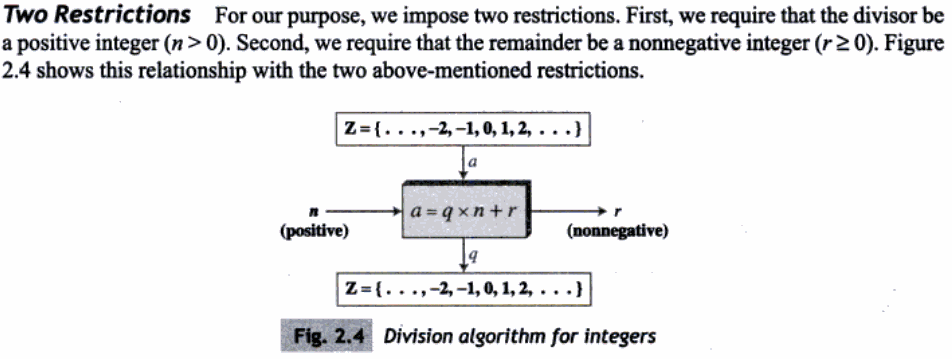 Two Restrictions For our purpose, we impose two restrictions. First, we require that the divisor be
a positive integer (n > 0). Second, we require that the remainder be a nonnegative integer (r ≥ 0). Figure
2.4 shows this relationship with the two above-mentioned restrictions.
Z = { . . . , –2, –1, 0, 1, 2, . . . }
a
n
(positive)
a = q × n + r
r
(nonnegative)
q
Z = { . . . , –2, –1, 0, 1, 2, . . . }
Fig. 2.4 Division algorithm for integers